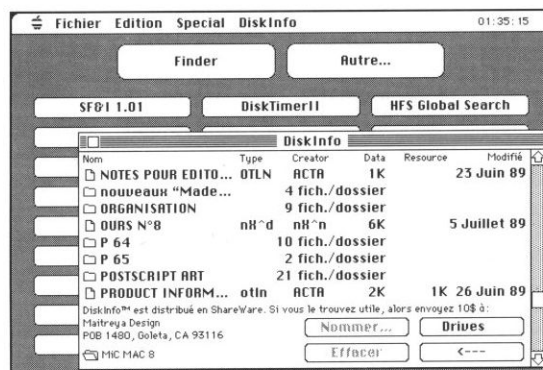 Fichier Edition Special DiskInfo 01:35:15
Finder Autre...
SF&I 1.01 DiskTimerII HFS Global Search
DiskInfo
Nom Type Creator Data Resource Modifié
NOTES POUR EDITO... OTLN ACTA 1K 23 Juin 89
nouveaux “Made... 4 fich./dossier
ORGANISATION 9 fich./dossier
OURS N°8 nX^d nX^n 6K 5 Juillet 89
P 64 10 fich./dossier
P 65 2 fich./dossier
POSTSCRIPT ART 21 fich./dossier
PRODUCT INFORM... otln ACTA 2K 1K 26 Juin 89
DiskInfo™ est distribué en ShareWare. Si vous le trouvez utile, alors envoyez 10$ à:
Maitreya Design
POB 1480, Goleta, CA 93116
Nommer... Drives
MiC MAC 8
Effacer <---